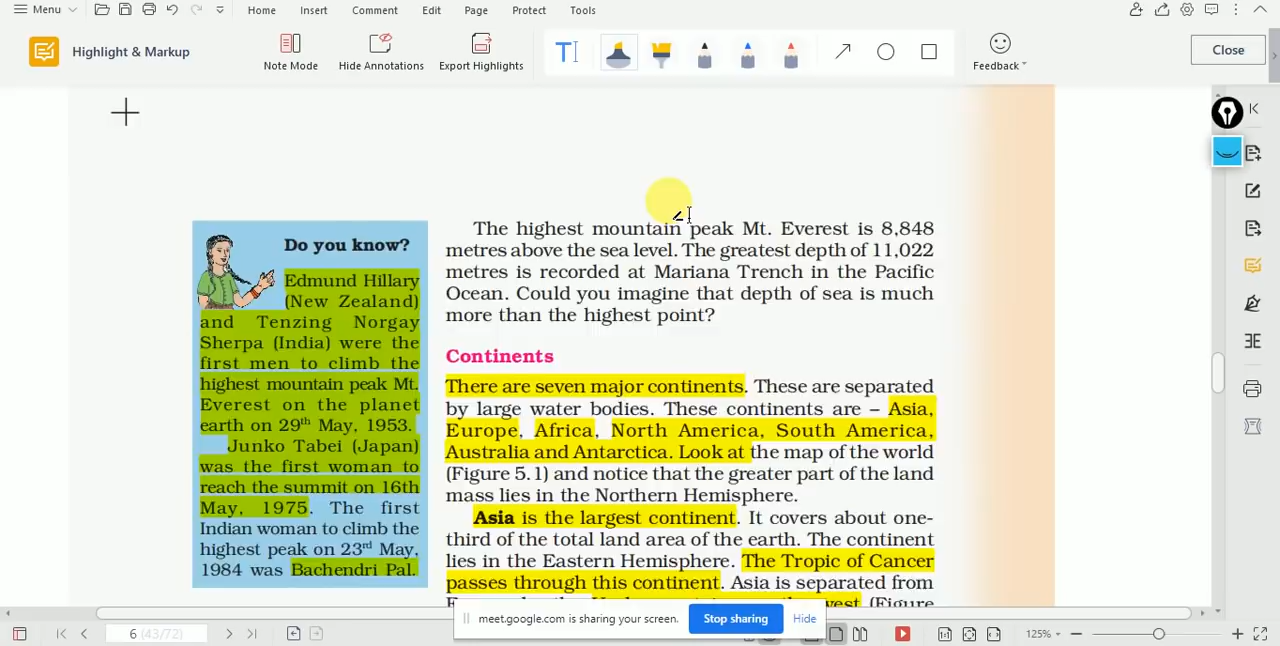 Menu
Home Insert Comment Edit Page Protect Tools
Highlight & Markup
Note Mode
Hide Annotations
Export Highlights
Feedback
Close
Do you know?
Edmund Hillary
(New Zealand)
and Tenzing Norgay
Sherpa (India) were the
first men to climb the
highest mountain peak Mt.
Everest on the planet
earth on 29th May, 1953.
Junko Tabei (Japan)
was the first woman to
reach the summit on 16th
May, 1975. The first
Indian woman to climb the
highest peak on 23rd May,
1984 was Bachendri Pal.
The highest mountain peak Mt. Everest is 8,848
metres above the sea level. The greatest depth of 11,022
metres is recorded at Mariana Trench in the Pacific
Ocean. Could you imagine that depth of sea is much
more than the highest point?
Continents
There are seven major continents. These are separated
by large water bodies. These continents are – Asia,
Europe, Africa, North America, South America,
Australia and Antarctica. Look at the map of the world
(Figure 5.1) and notice that the greater part of the land
mass lies in the Northern Hemisphere.
Asia is the largest continent. It covers about one-
third of the total land area of the earth. The continent
lies in the Eastern Hemisphere. The Tropic of Cancer
passes through this continent. Asia is separated from
(Figure
meet.google.com is sharing your screen. Stop sharing Hide
6 (43/72)
125%